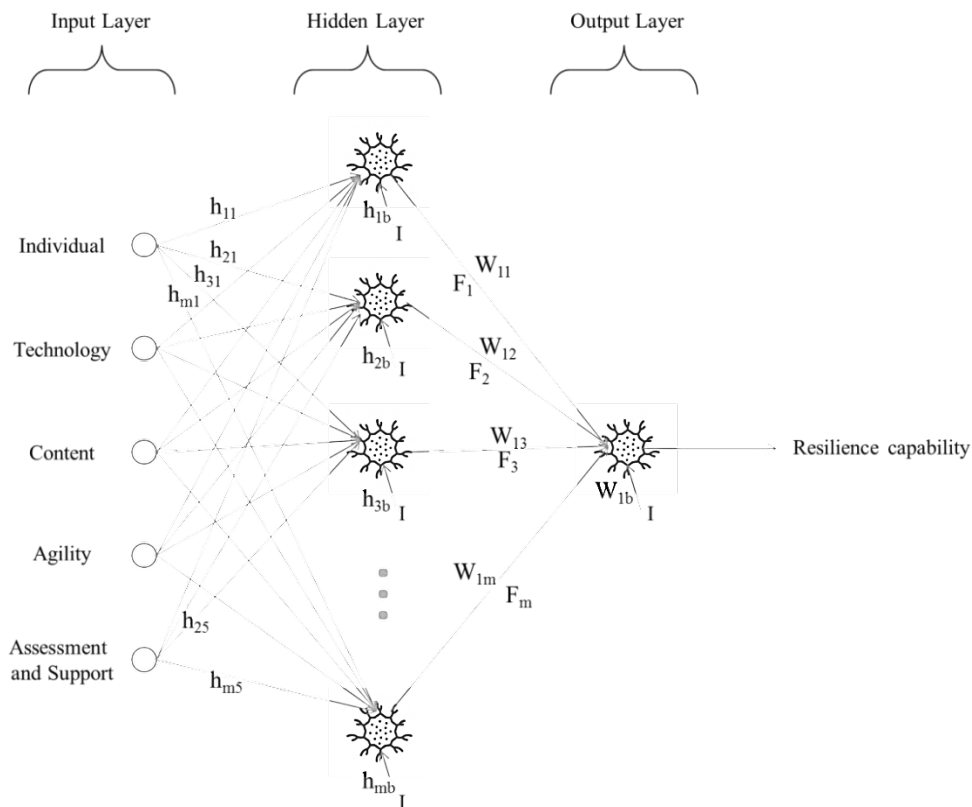 Input Layer
Hidden Layer
Output Layer
h11
h1b
I
Individual
h21
W11
h31
F1
hm1
Technology
h2b
I
W12
F2
Content
W13
F3
Resilience capability
h3b
I
W1b
I
Agility
W1m
Fm
h25
Assessment
and Support
hm5
hmb
I